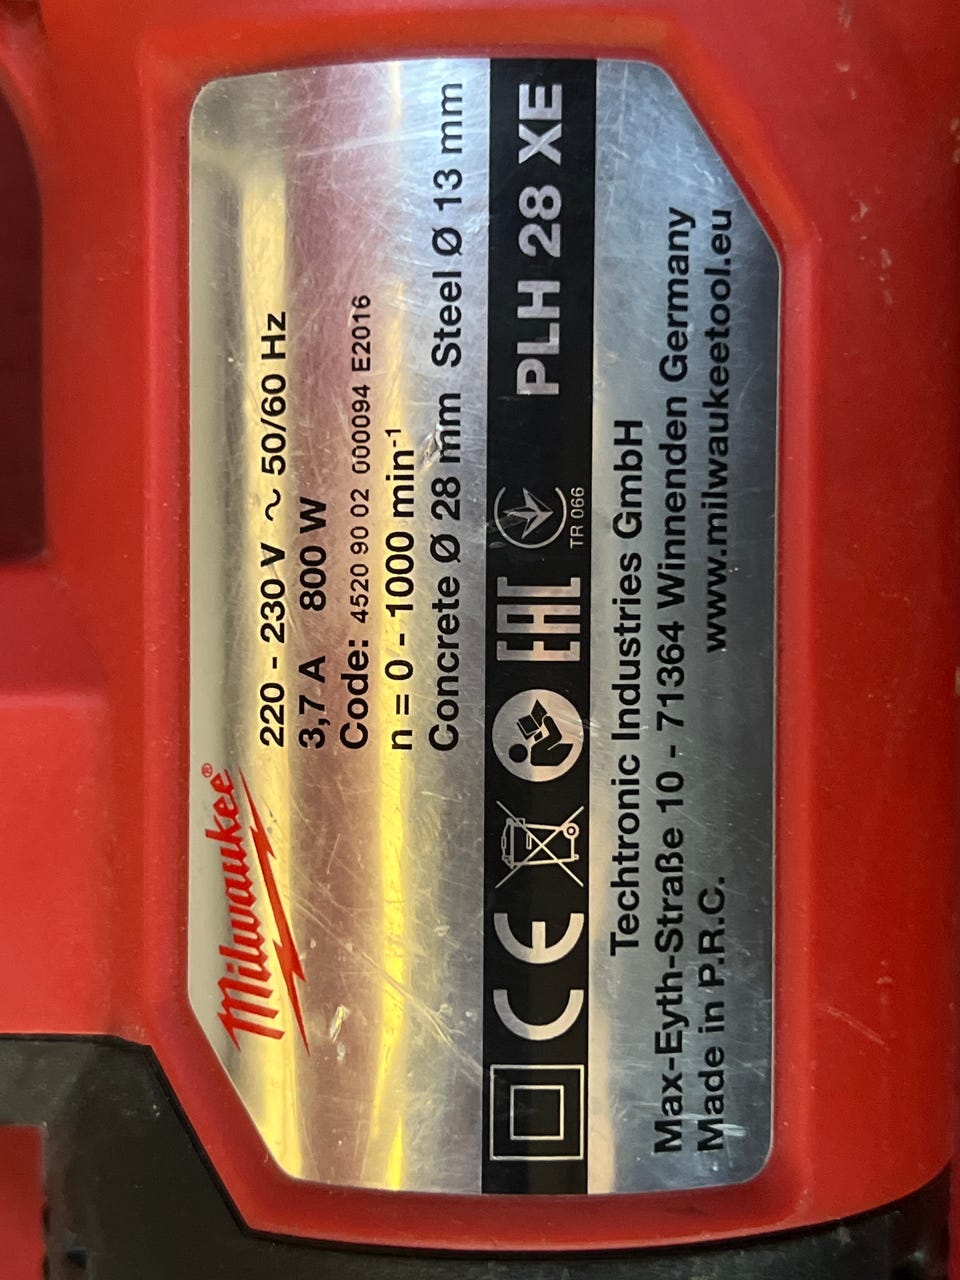 Milwaukee®
220 - 230 V ~ 50/60 Hz
3,7 A 800 W
Code: 4520 90 02 000094 E2016
n = 0 - 1000 min⁻¹
Concrete Ø 28 mm Steel Ø 13 mm
CE EAC TR 066 PLH 28 XE
Techtronic Industries GmbH
Max-Eyth-Straße 10 - 71364 Winnenden Germany
Made in P.R.C. www.milwaukeetool.eu